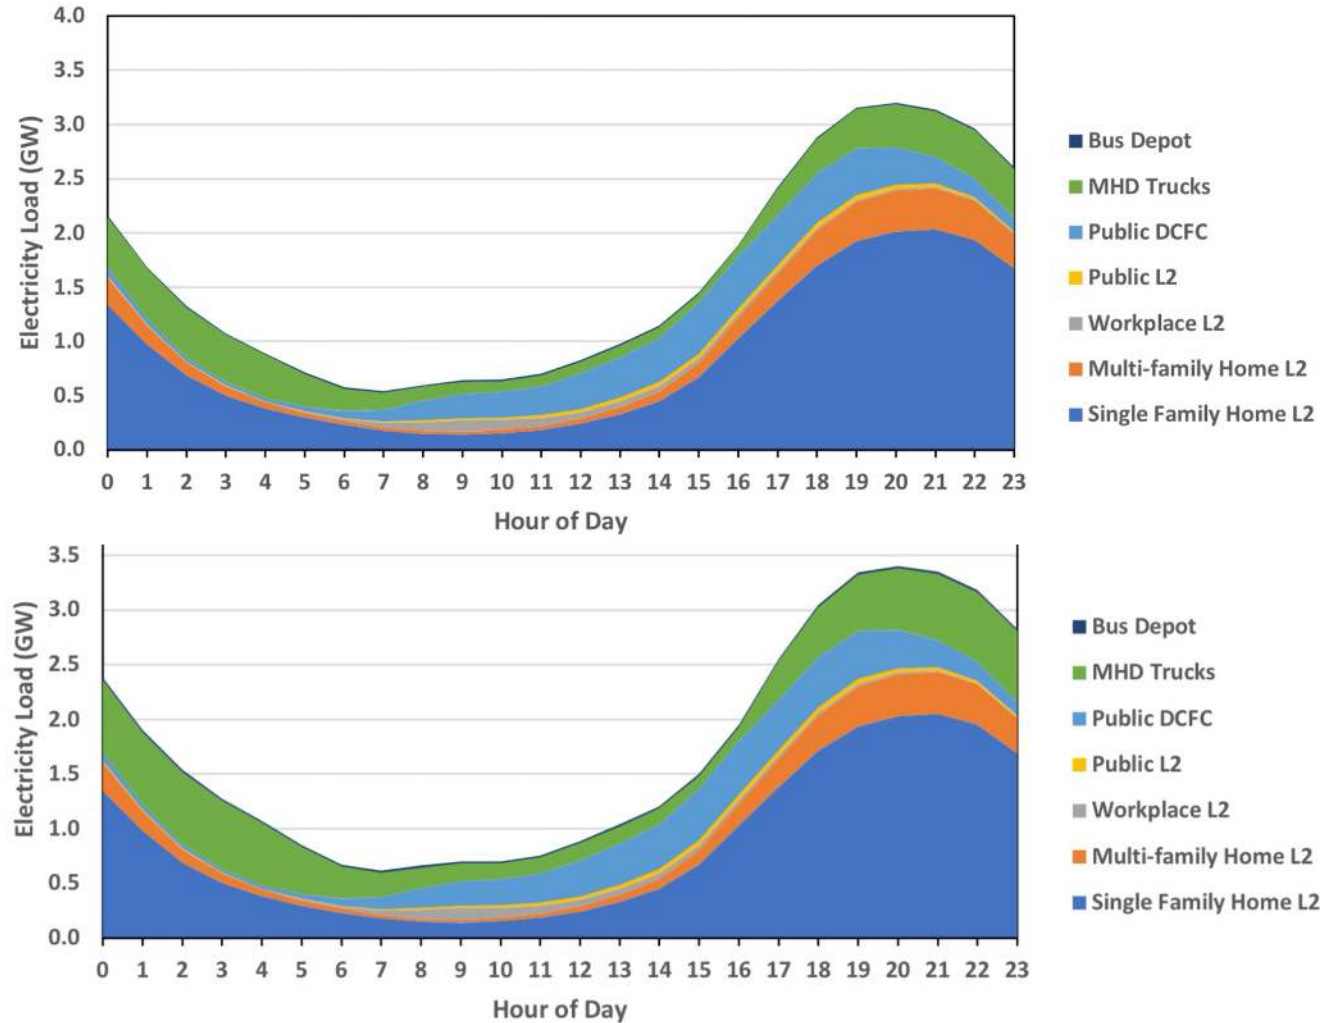 4.0
3.5
3.0
2.5
2.0
1.5
1.0
0.5
0.0
Electricity Load (GW)
0 1 2 3 4 5 6 7 8 9 10 11 12 13 14 15 16 17 18 19 20 21 22 23
Hour of Day
Bus Depot
MHD Trucks
Public DCFC
Public L2
Workplace L2
Multi-family Home L2
Single Family Home L2
3.5
3.0
2.5
2.0
1.5
1.0
0.5
0.0
Electricity Load (GW)
0 1 2 3 4 5 6 7 8 9 10 11 12 13 14 15 16 17 18 19 20 21 22 23
Hour of Day
Bus Depot
MHD Trucks
Public DCFC
Public L2
Workplace L2
Multi-family Home L2
Single Family Home L2